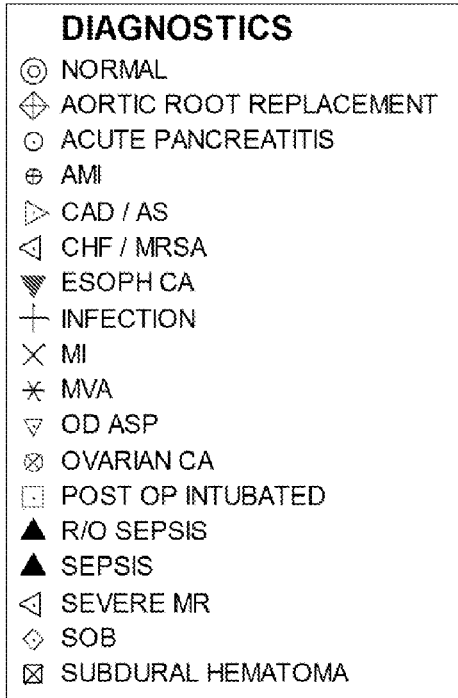 DIAGNOSTICS
NORMAL
AORTIC ROOT REPLACEMENT
ACUTE PANCREATITIS
AMI
CAD / AS
CHF / MRSA
ESOPH CA
INFECTION
MI
MVA
OD ASP
OVARIAN CA
POST OP INTUBATED
R/O SEPSIS
SEPSIS
SEVERE MR
SOB
SUBDURAL HEMATOMA